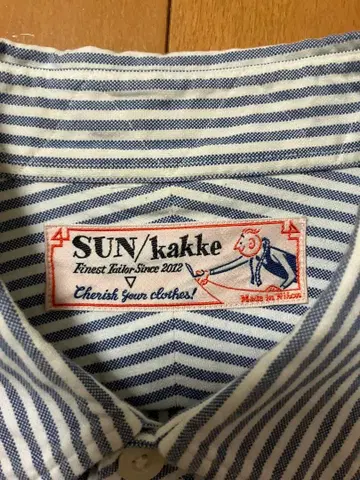 SUN/kakke
Finest Tailor Since 2012
Cherish your clothes!
Made in Nihon